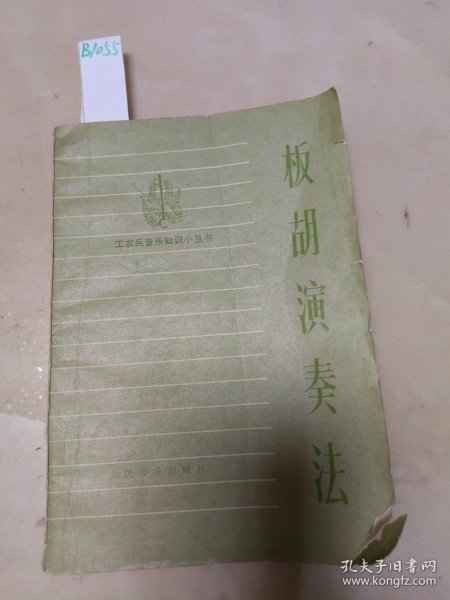 B1055
板胡演奏法
工农兵音乐知识小丛书
人民音乐出版社
孔夫子旧书网
www.kongfz.com